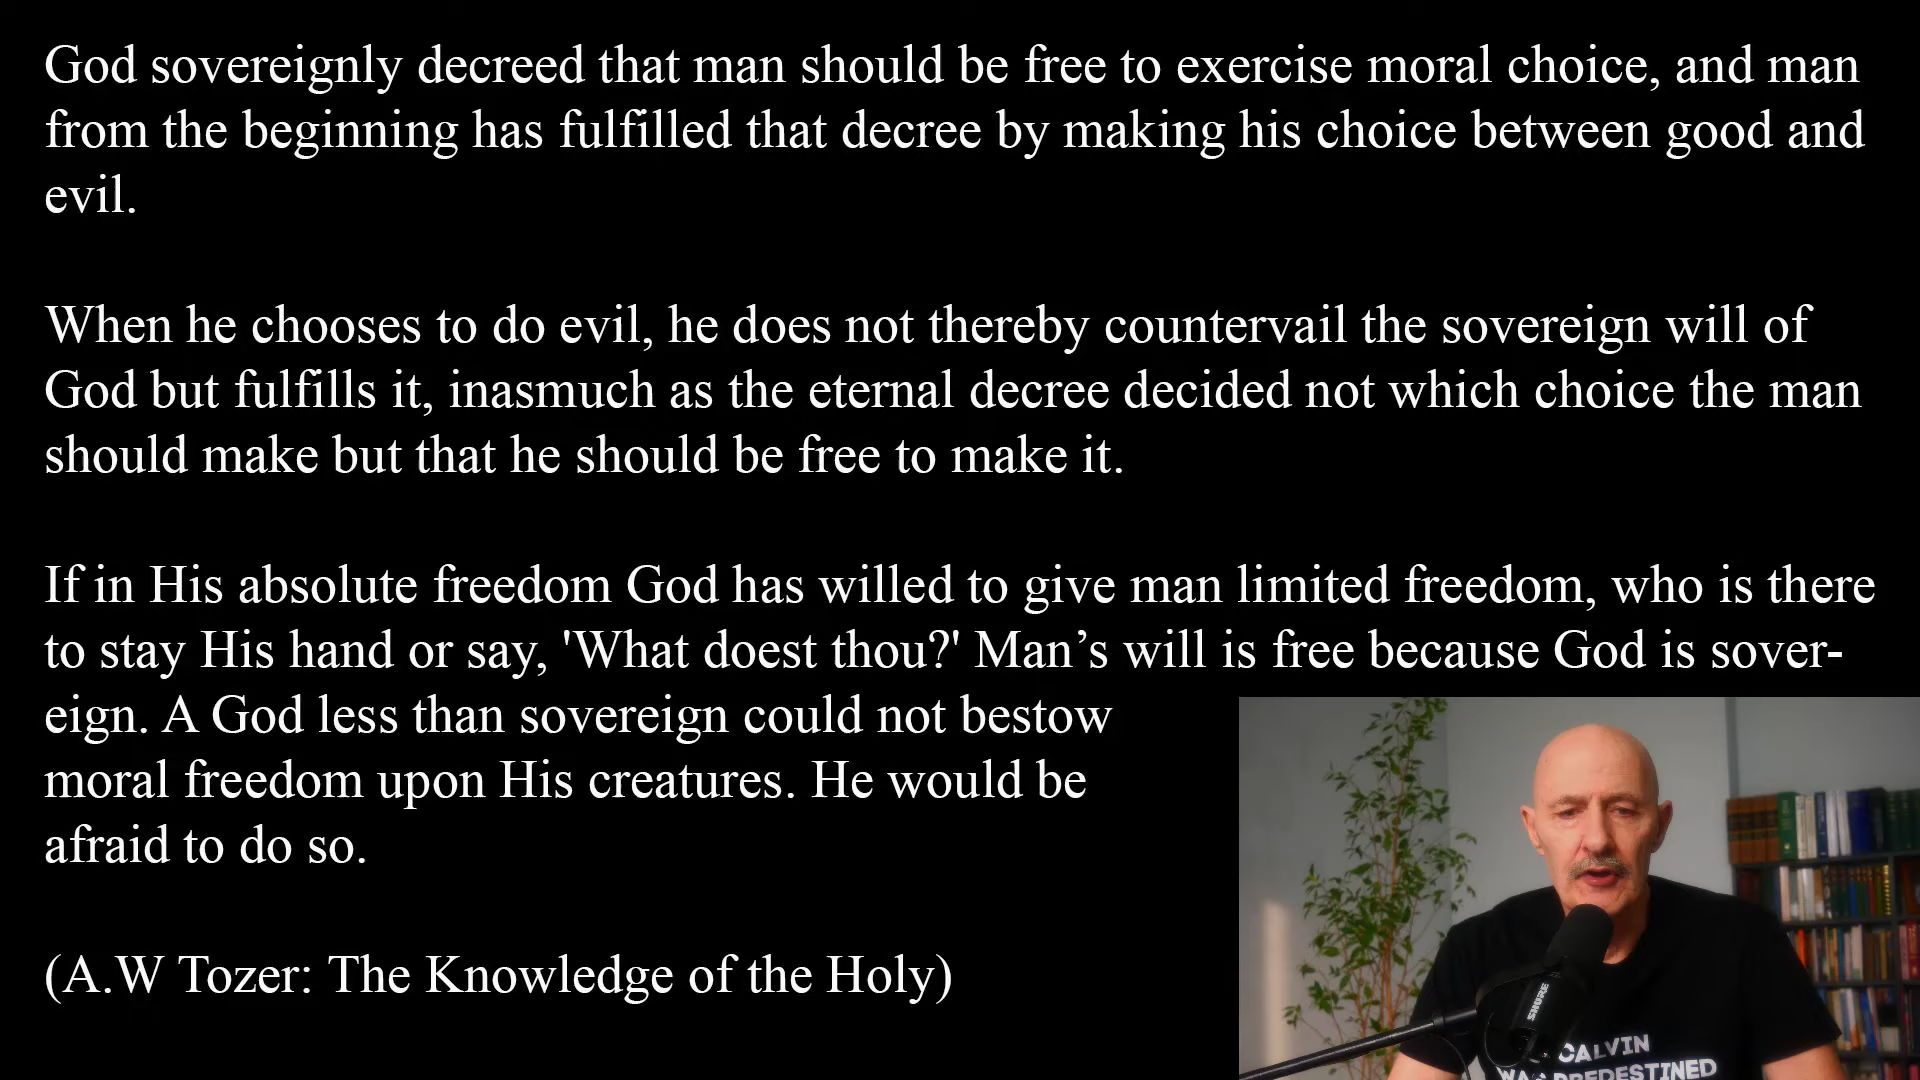 God sovereignly decreed that man should be free to exercise moral choice, and man
from the beginning has fulfilled that decree by making his choice between good and
evil.
When he chooses to do evil, he does not thereby countervail the sovereign will of
God but fulfills it, inasmuch as the eternal decree decided not which choice the man
should make but that he should be free to make it.
If in His absolute freedom God has willed to give man limited freedom, who is there
to stay His hand or say, 'What doest thou?' Man’s will is free because God is sover-
eign. A God less than sovereign could not bestow
moral freedom upon His creatures. He would be
afraid to do so.
(A.W Tozer: The Knowledge of the Holy)
SHURE
CALVIN
WAS PREDESTINED